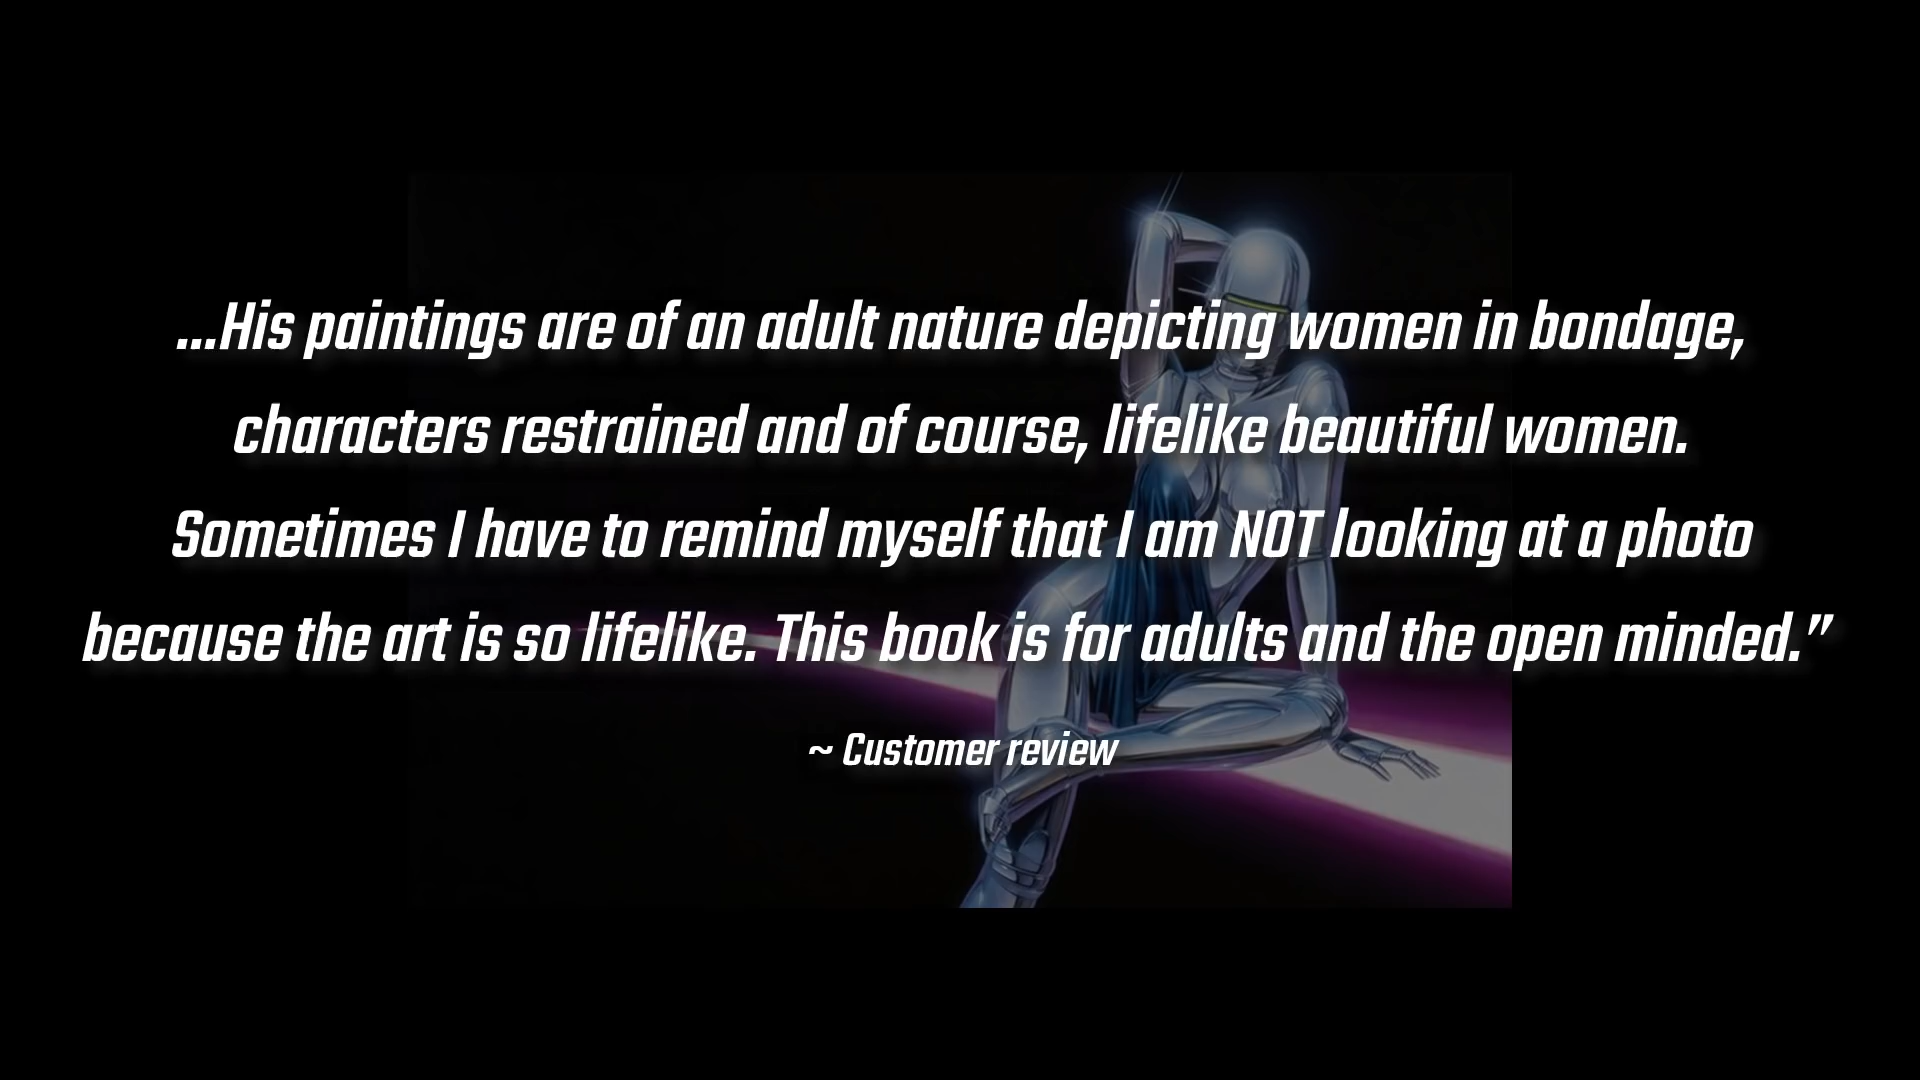 ...His paintings are of an adult nature depicting women in bondage,
characters restrained and of course, lifelike beautiful women.
Sometimes I have to remind myself that I am NOT looking at a photo
because the art is so lifelike. This book is for adults and the open minded.”
~ Customer review